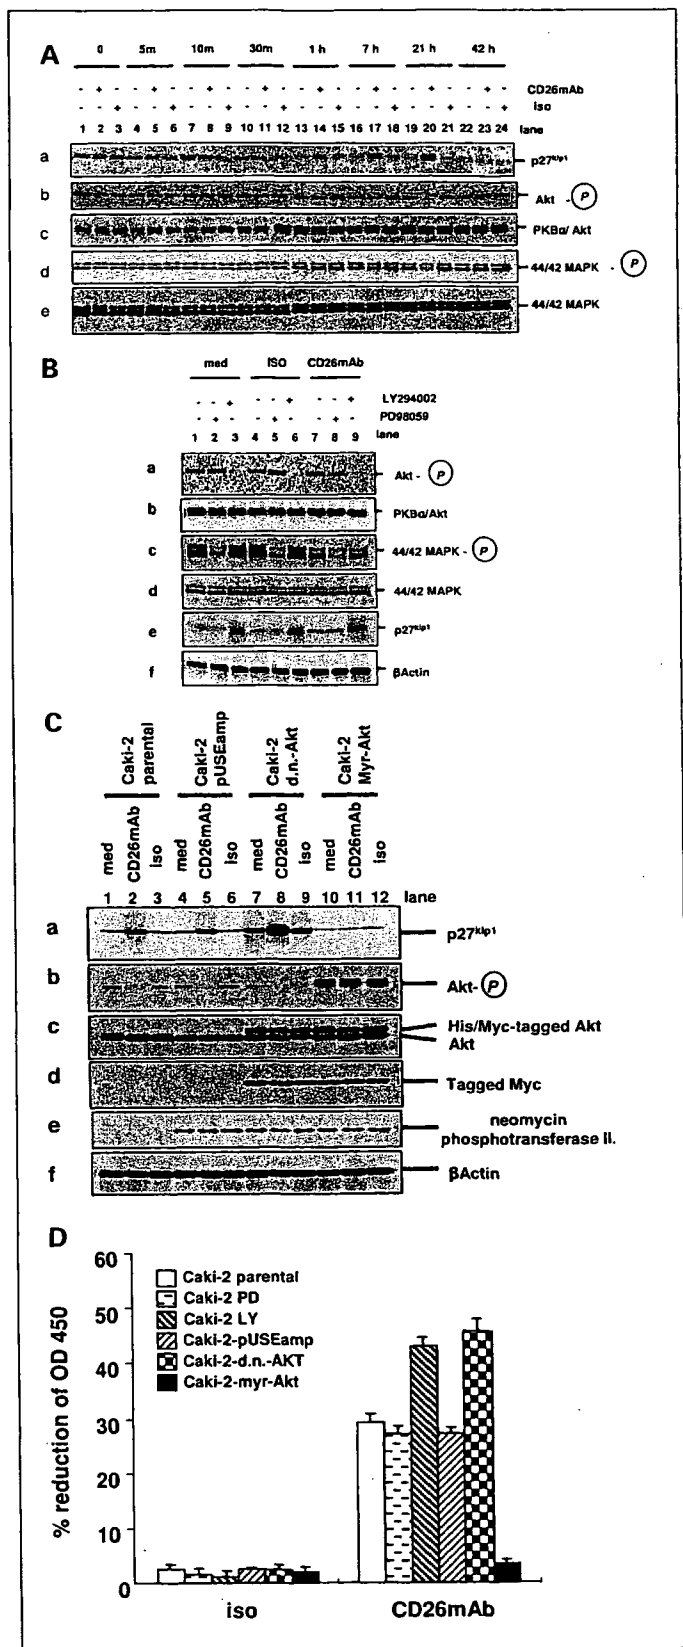 A
0 5m 10m 30m 1 h 7 h 21 h 42 h
- + - - + - - + - - + - - + - - + - - + - - + - CD26mAb
- - + - - + - - + - - + - - + - - + - - + - - + Iso
1 2 3 4 5 6 7 8 9 10 11 12 13 14 15 16 17 18 19 20 21 22 23 24 lane
a p27kip1
b Akt - P
c PKBα/ Akt
d 44/42 MAPK - P
e 44/42 MAPK
B
med ISO CD26mAb
- - + - - + - - + LY294002
- + - - + - - + - PD98059
1 2 3 4 5 6 7 8 9 lane
a Akt - P
b PKBα/Akt
c 44/42 MAPK - P
d 44/42 MAPK
e p27kip1
f βActin
C
Caki-2 parental
Caki-2 pUSEamp
Caki-2 d.n.-Akt
Caki-2 Myr-Akt
med CD26mAb iso med CD26mAb iso med CD26mAb iso med CD26mAb iso
1 2 3 4 5 6 7 8 9 10 11 12 lane
a p27kip1
b Akt- P
c His/Myc-tagged Akt
Akt
d Tagged Myc
e neomycin
phosphotransferase II.
f βActin
D
% reduction of OD 450
60
50
40
30
20
10
0
Caki-2 parental
Caki-2 PD
Caki-2 LY
Caki-2-pUSEamp
Caki-2-d.n.-AKT
Caki-2-myr-Akt
iso CD26mAb